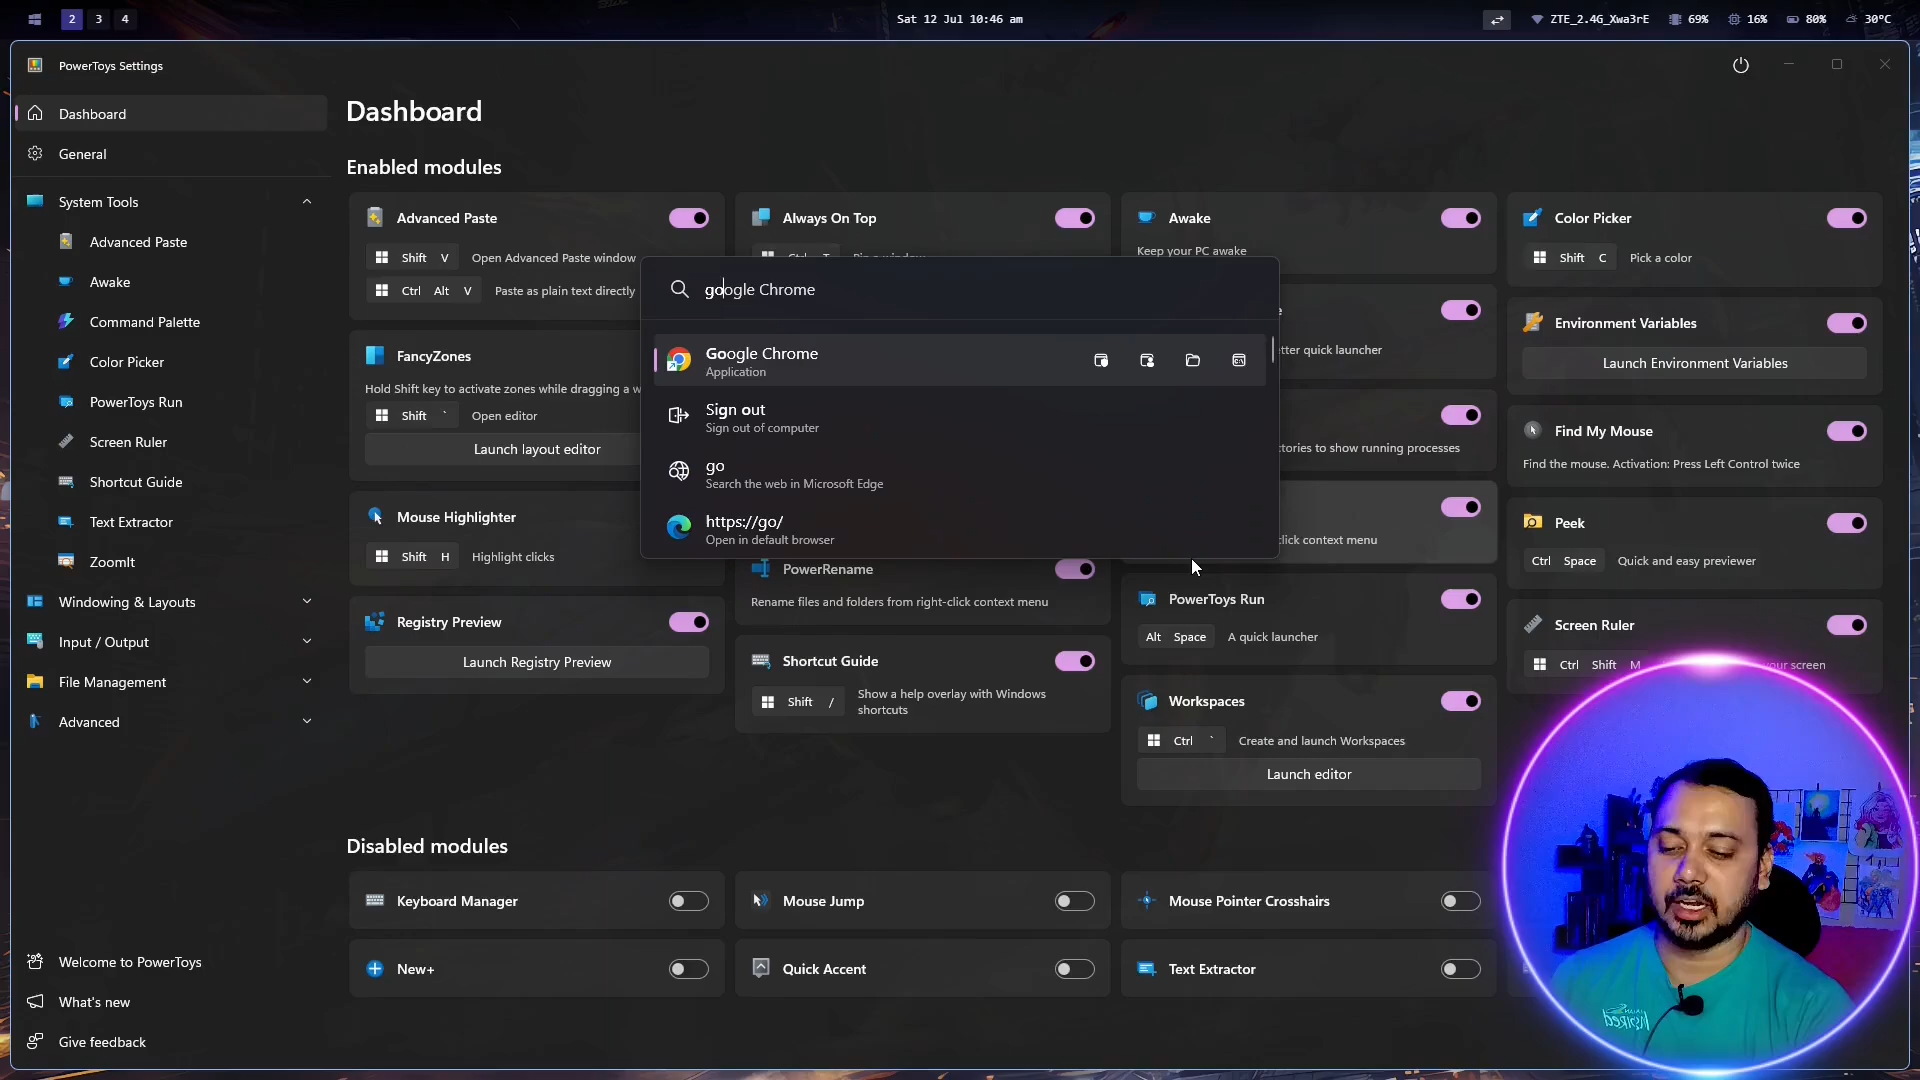 2 3 4
Sat 12 Jul 10:46 am
ZTE_2.4G_Xwa3rE 69% 16% 80% 30°C
PowerToys Settings
Dashboard
General
System Tools
Advanced Paste
Awake
Command Palette
Color Picker
PowerToys Run
Screen Ruler
Shortcut Guide
Text Extractor
ZoomIt
Windowing & Layouts
Input / Output
File Management
Advanced
Welcome to PowerToys
What's new
Give feedback
Dashboard
Enabled modules
Advanced Paste
Shift V Open Advanced Paste window
Ctrl Alt V Paste as plain text directly
FancyZones
Hold Shift key to activate zones while dragging a w
Shift ` Open editor
Launch layout editor
Mouse Highlighter
Shift H Highlight clicks
Registry Preview
Launch Registry Preview
Always On Top
google Chrome
Google Chrome
Application
Sign out
Sign out of computer
go
Search the web in Microsoft Edge
https://go/
Open in default browser
PowerRename
Rename files and folders from right-click context menu
Shortcut Guide
Shift / Show a help overlay with Windows
shortcuts
Awake
Keep your PC awake
etter quick launcher
ctories to show running processes
click context menu
PowerToys Run
Alt Space A quick launcher
Workspaces
Ctrl ` Create and launch Workspaces
Launch editor
Color Picker
Shift C Pick a color
Environment Variables
Launch Environment Variables
Find My Mouse
Find the mouse. Activation: Press Left Control twice
Peek
Ctrl Space Quick and easy previewer
Screen Ruler
Ctrl Shift M your screen
Disabled modules
Keyboard Manager
Mouse Jump
Mouse Pointer Crosshairs
New+
Quick Accent
Text Extractor